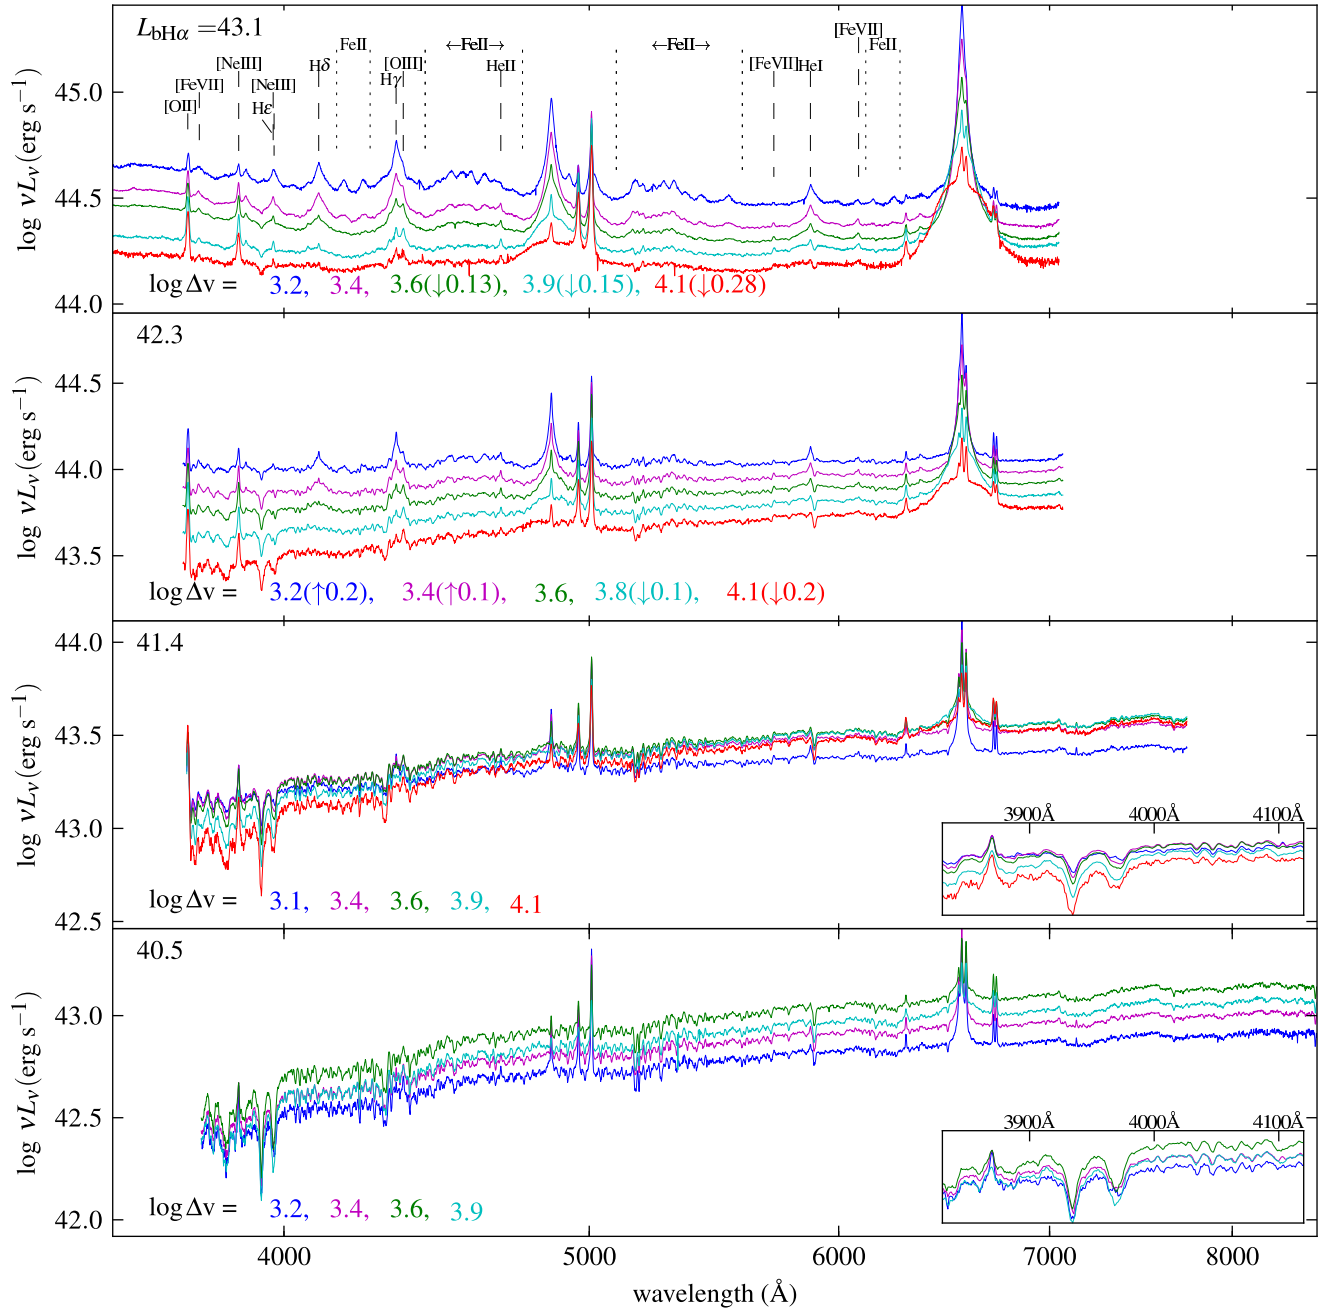 L_bHα = 43.1
FeII ←FeII→ ←FeII→ [FeVII] FeII
[NeIII] Hδ [OIII] HeII [FeVII] HeI
[FeVII] [NeIII] Hγ
[OII] Hε
45.0
44.5
44.0
log νL_ν (erg s⁻¹)
log Δv = 3.2, 3.4, 3.6(↓0.13), 3.9(↓0.15), 4.1(↓0.28)
42.3
44.5
44.0
43.5
log νL_ν (erg s⁻¹)
log Δv = 3.2(↑0.2), 3.4(↑0.1), 3.6, 3.8(↓0.1), 4.1(↓0.2)
41.4
44.0
43.5
43.0
42.5
log νL_ν (erg s⁻¹)
3900Å 4000Å 4100Å
log Δv = 3.1, 3.4, 3.6, 3.9, 4.1
40.5
43.0
42.5
42.0
log νL_ν (erg s⁻¹)
3900Å 4000Å 4100Å
log Δv = 3.2, 3.4, 3.6, 3.9
4000 5000 6000 7000 8000
wavelength (Å)